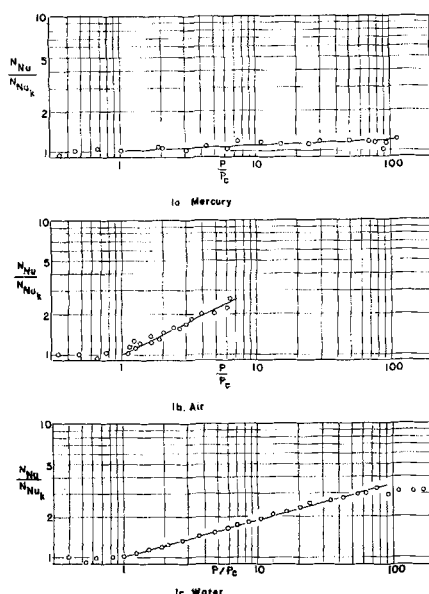 10
5
N_Nu
N_Nu_k
2
1
1 10 100
P
P_c
1a. Mercury
10
5
N_Nu
N_Nu_k
2
1
1 10 100
P
P_c
1b. Air
10
5
N_Nu
N_Nu_k
2
1
1 10 100
P/P_c
1c. Water